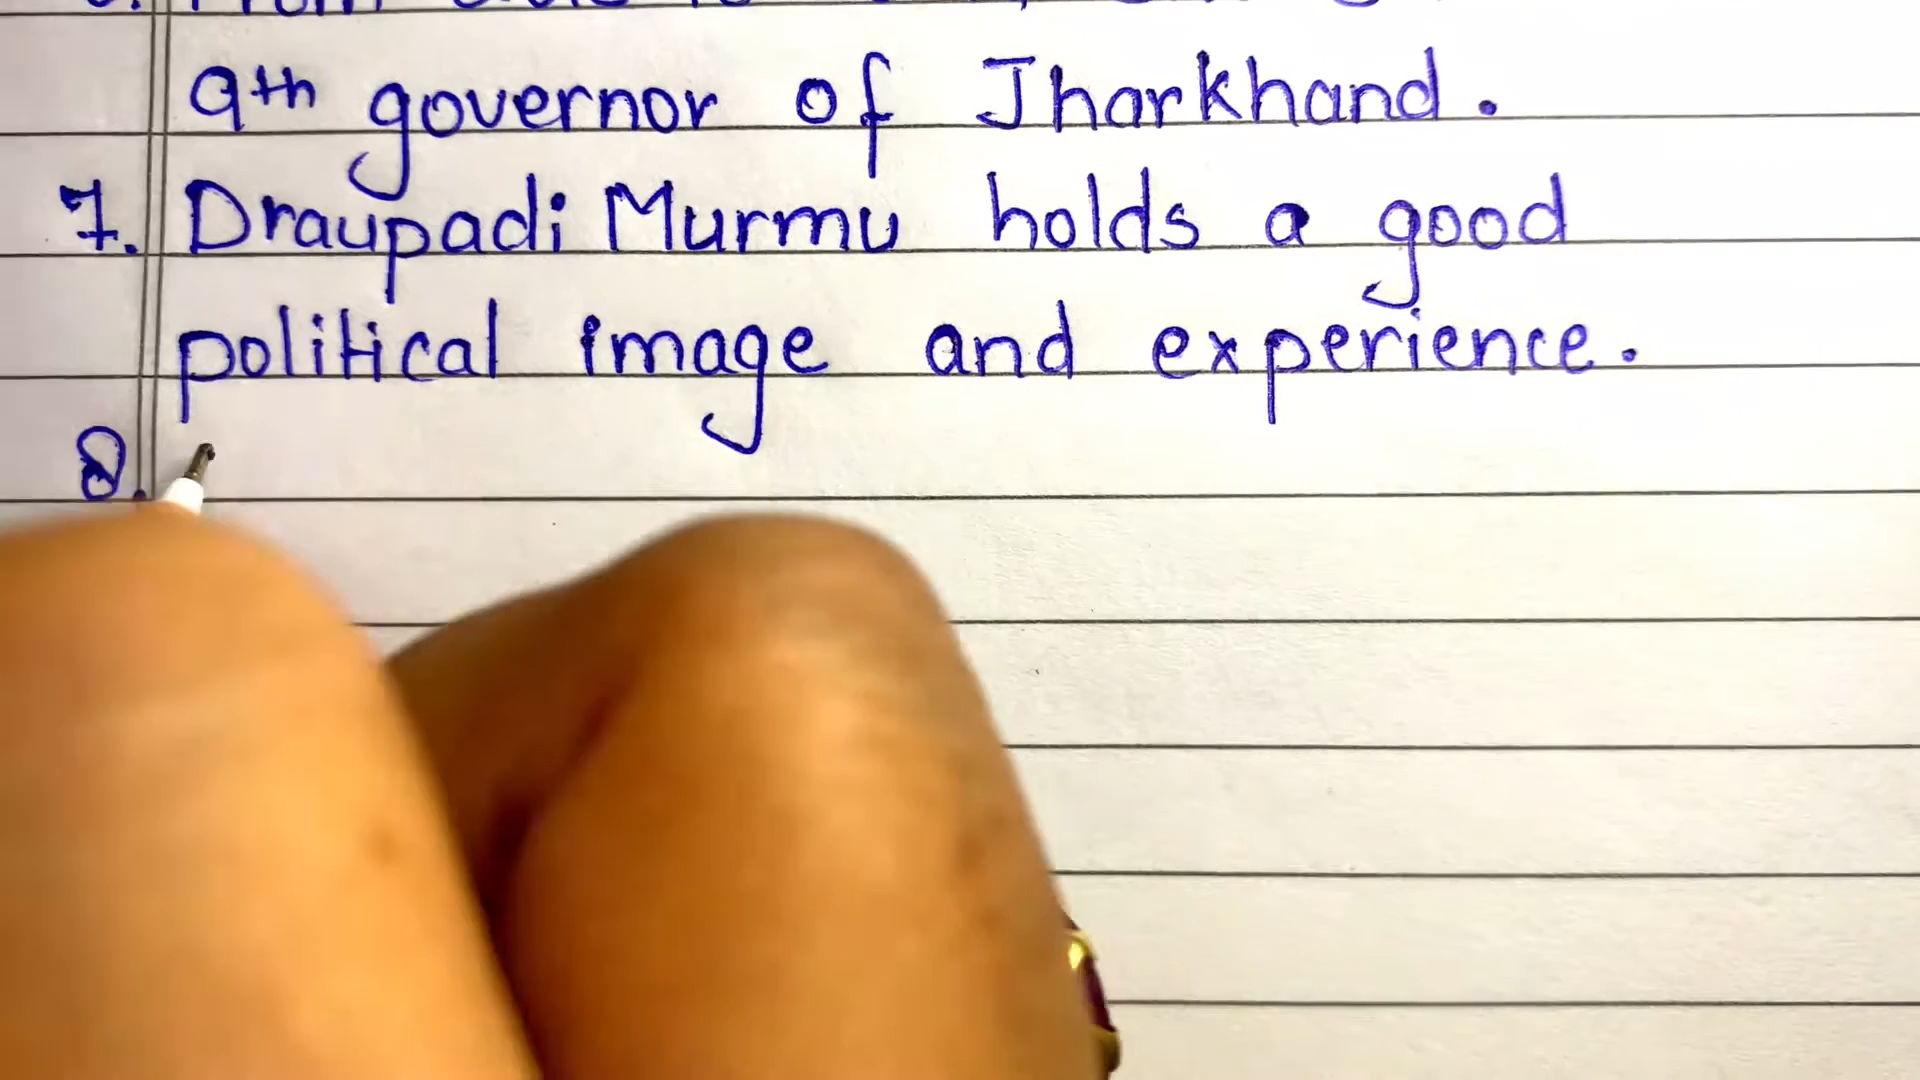 9th governor of Jharkhand.
7. Draupadi Murmu holds a good
political image and experience.
8.